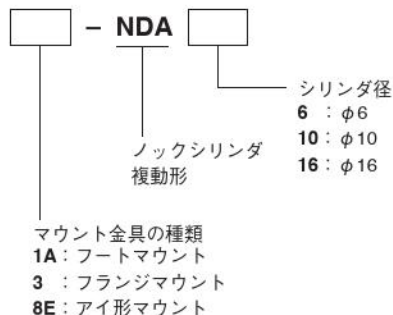 – NDA
シリンダ径
6 : φ6
10 : φ10
16 : φ16
ノックシリンダ
複動形
マウント金具の種類
1A : フートマウント
3 : フランジマウント
8E : アイ形マウント